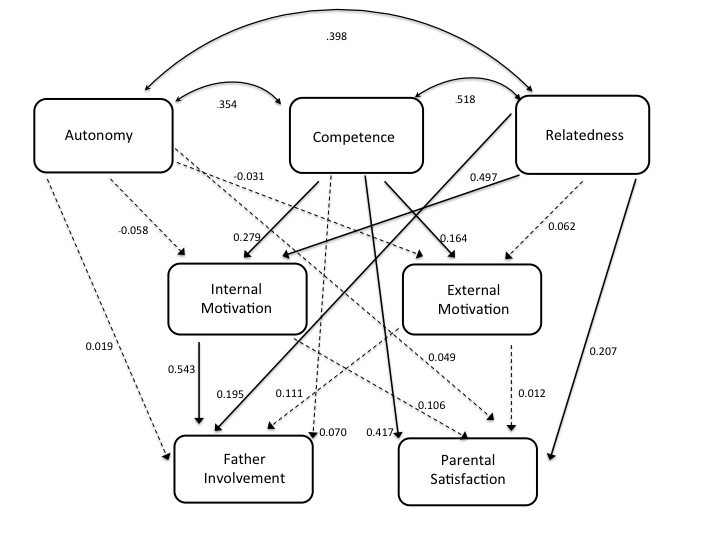 .398
.354
.518
Autonomy
Competence
Relatedness
-0.031
0.497
-0.058
0.279
0.164
0.062
Internal
Motivation
External
Motivation
0.019
0.543
0.195
0.111
0.049
0.106
0.012
0.207
0.070
0.417
Father
Involvement
Parental
Satisfaction